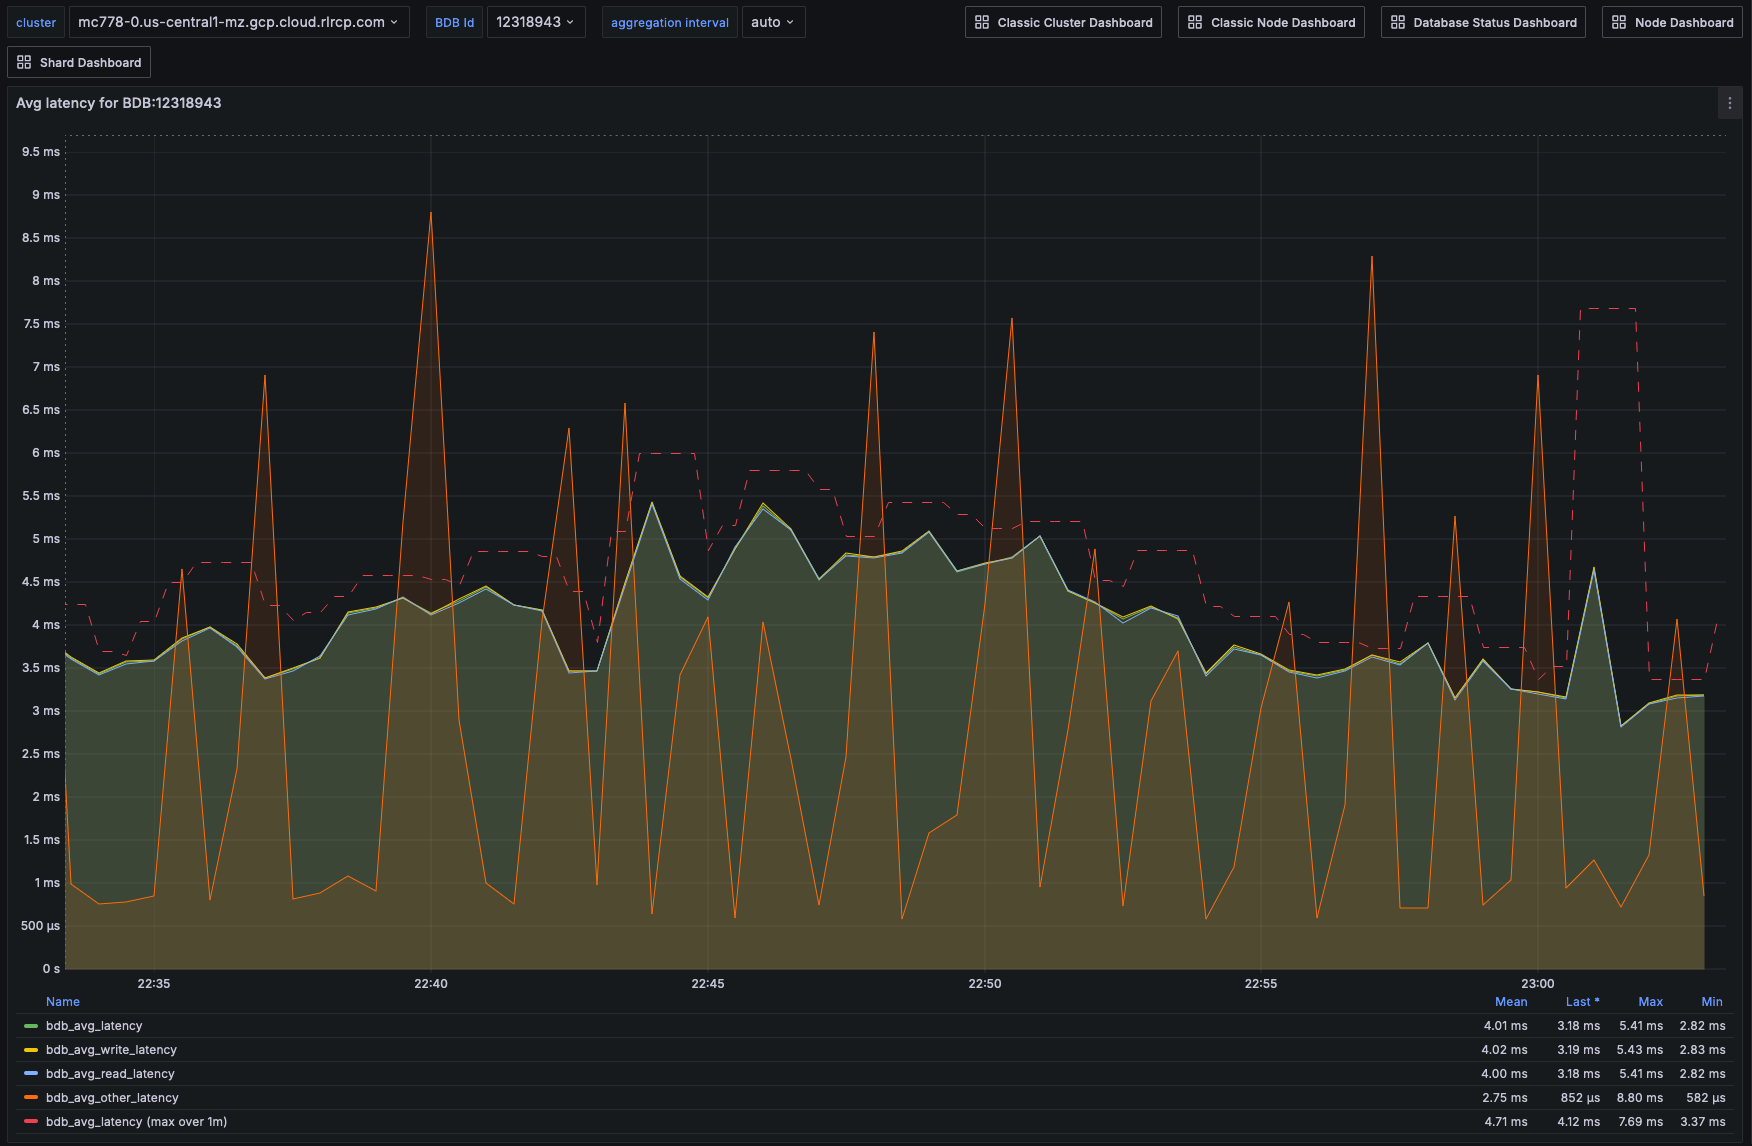 cluster mc778-0.us-central1-mz.gcp.cloud.rlrcp.com BDB Id 12318943 aggregation interval auto Classic Cluster Dashboard Classic Node Dashboard Database Status Dashboard Node Dashboard
Shard Dashboard
Avg latency for BDB:12318943
9.5 ms
9 ms
8.5 ms
8 ms
7.5 ms
7 ms
6.5 ms
6 ms
5.5 ms
5 ms
4.5 ms
4 ms
3.5 ms
3 ms
2.5 ms
2 ms
1.5 ms
1 ms
500 µs
0 s
22:35 22:40 22:45 22:50 22:55 23:00
Name Mean Last * Max Min
bdb_avg_latency 4.01 ms 3.18 ms 5.41 ms 2.82 ms
bdb_avg_write_latency 4.02 ms 3.19 ms 5.43 ms 2.83 ms
bdb_avg_read_latency 4.00 ms 3.18 ms 5.41 ms 2.82 ms
bdb_avg_other_latency 2.75 ms 852 µs 8.80 ms 582 µs
bdb_avg_latency (max over 1m) 4.71 ms 4.12 ms 7.69 ms 3.37 ms